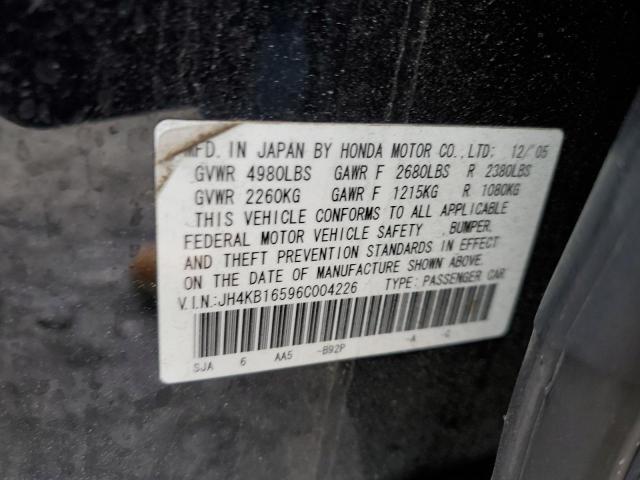 MFD. IN JAPAN BY HONDA MOTOR CO.,LTD: 12/'05
GVWR 4980LBS GAWR F 2680LBS R 2380LBS
GVWR 2260KG GAWR F 1215KG R 1080KG
THIS VEHICLE CONFORMS TO ALL APPLICABLE
FEDERAL MOTOR VEHICLE SAFETY ,BUMPER,
AND THEFT PREVENTION STANDARDS IN EFFECT
ON THE DATE OF MANUFACTURE SHOWN ABOVE.
V.I.N:JH4KB16596C004226 TYPE:PASSENGER CAR
SJA 6 AA5 -B92P -A -C